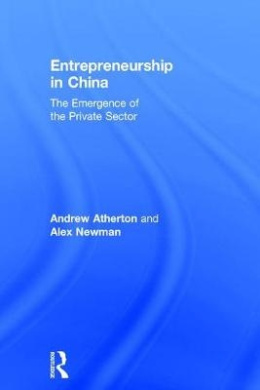 Entrepreneurship
in China
The Emergence of
the Private Sector
Andrew Atherton and
Alex Newman
ROUTLEDGE